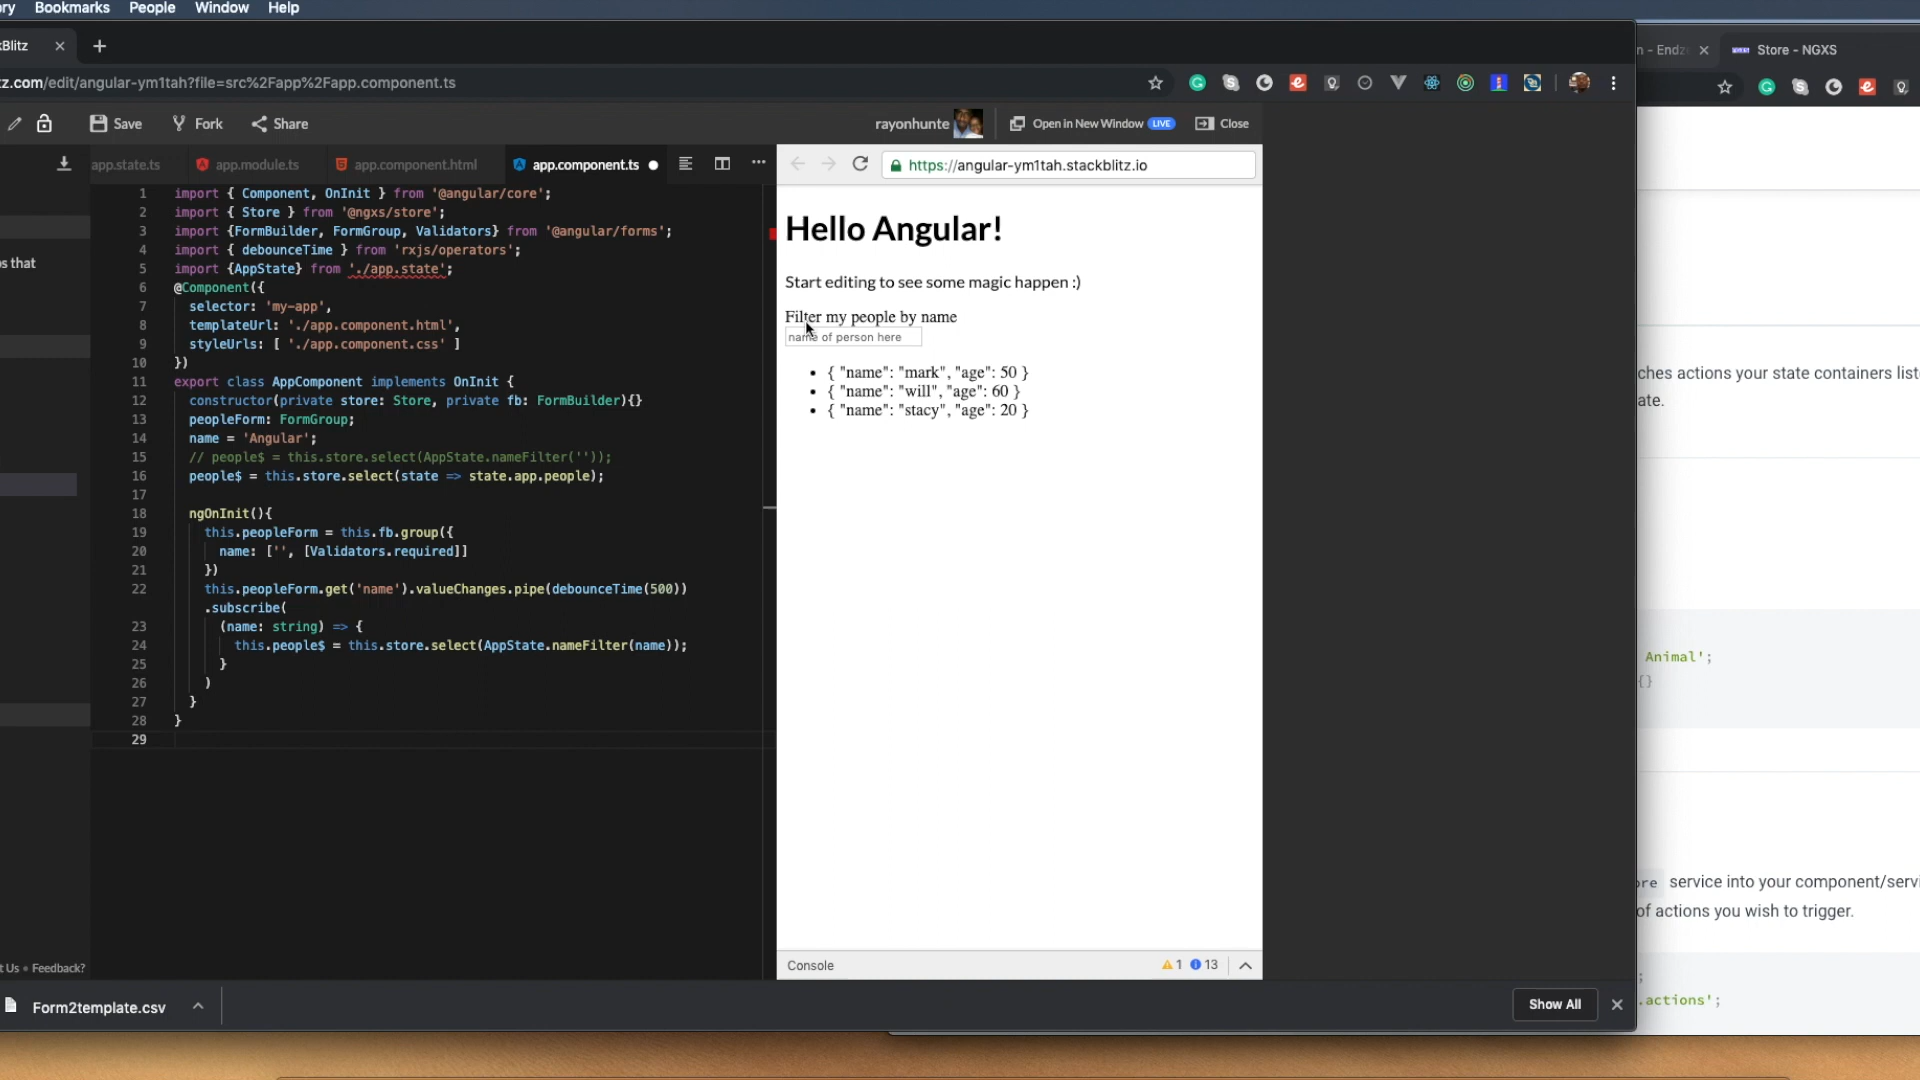 ry Bookmarks People Window Help
kBlitz
n - Endz
Store - NGXS
z.com/edit/angular-ym1tah?file=src%2Fapp%2Fapp.component.ts
Save Fork Share
rayonhunte
Open in New Window LIVE
Close
app.state.ts
app.module.ts
app.component.html
app.component.ts
https://angular-ym1tah.stackblitz.io
1 import { Component, OnInit } from '@angular/core';
2 import { Store } from '@ngxs/store';
3 import {FormBuilder, FormGroup, Validators} from '@angular/forms';
4 import { debounceTime } from 'rxjs/operators';
5 import {AppState} from './app.state';
6 @Component({
7 selector: 'my-app',
8 templateUrl: './app.component.html',
9 styleUrls: [ './app.component.css' ]
10 })
11 export class AppComponent implements OnInit {
12 constructor(private store: Store, private fb: FormBuilder){}
13 peopleForm: FormGroup;
14 name = 'Angular';
15 // people$ = this.store.select(AppState.nameFilter(''));
16 people$ = this.store.select(state => state.app.people);
17
18 ngOnInit(){
19 this.peopleForm = this.fb.group({
20 name: ['', [Validators.required]]
21 })
22 this.peopleForm.get('name').valueChanges.pipe(debounceTime(500))
.subscribe(
23 (name: string) => {
24 this.people$ = this.store.select(AppState.nameFilter(name));
25 }
26 )
27 }
28 }
29
s that
t Us • Feedback?
Hello Angular!
Start editing to see some magic happen :)
Filter my people by name
name of person here
• { "name": "mark", "age": 50 }
• { "name": "will", "age": 60 }
• { "name": "stacy", "age": 20 }
Console
1 13
ches actions your state containers list
ate.
Animal';
{}
ore service into your component/servi
of actions you wish to trigger.
;
.actions';
Form2template.csv
Show All